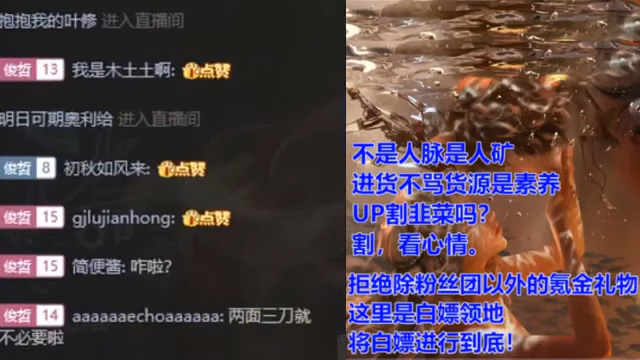 抱抱我的叶修 进入直播间
俊哲 13 我是木土土啊: 点赞
明日可期奥利给 进入直播间
俊哲 8 初秋如风来: 点赞
俊哲 15 gjlujianhong: 点赞
俊哲 15 简便酱: 咋啦?
俊哲 14 aaaaaaechoaaaaaa: 两面三刀就
不必要啦
不是人脉是人矿
进货不骂货源是素养
UP割韭菜吗?
割，看心情。
拒绝除粉丝团以外的氪金礼物
这里是白嫖领地
将白嫖进行到底!